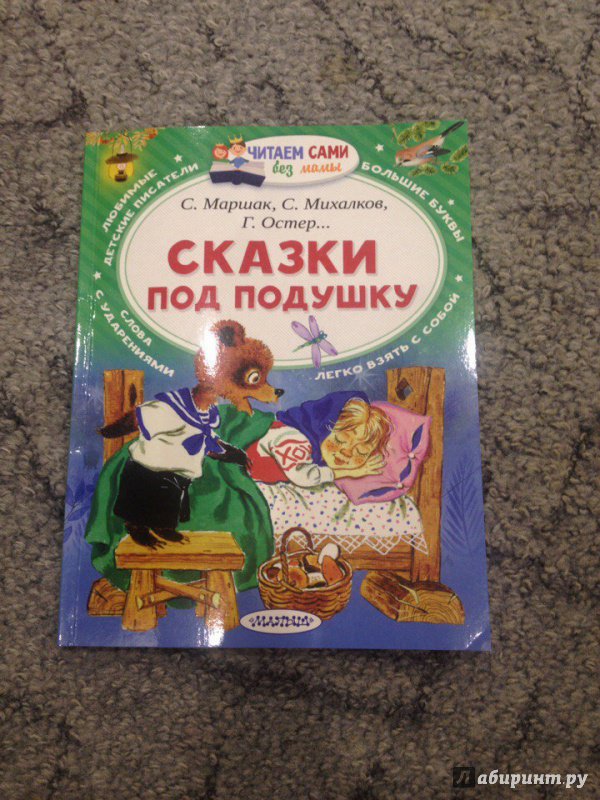 ЧИТАЕМ САМИ
без мамы
ЛЮБИМЫЕ
ДЕТСКИЕ ПИСАТЕЛИ
БОЛЬШИЕ БУКВЫ
С. Маршак, С. Михалков,
Г. Остер...
СКАЗКИ
ПОД ПОДУШКУ
СЛОВА
С УДАРЕНИЯМИ
ЛЕГКО ВЗЯТЬ С СОБОЙ
«МАЛЫШ»
Лабиринт.ру